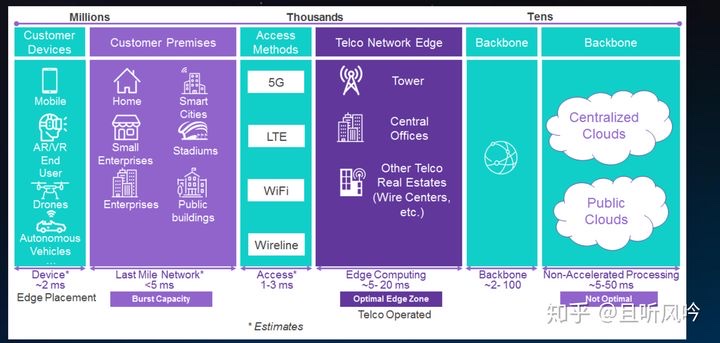 Millions
Thousands
Tens
Customer
Devices
Customer Premises
Access
Methods
Telco Network Edge
Backbone
Backbone
Mobile
AR/VR
End
User
Drones
Autonomous
Vehicles
...
Home
Smart
Cities
Small
Enterprises
Stadiums
Enterprises
Public
buildings
5G
LTE
WiFi
Wireline
Tower
Central
Offices
Other Telco
Real Estates
(Wire Centers,
etc.)
Centralized
Clouds
Public
Clouds
Device*
~2 ms
Edge Placement
Last Mile Network*
<5 ms
Burst Capacity
Access*
1-3 ms
Edge Computing
~5- 20 ms
Optimal Edge Zone
Telco Operated
Backbone
~2- 100
Non-Accelerated Processing
~5-50 ms
Not Optimal
* Estimates
知乎 @且听风吟